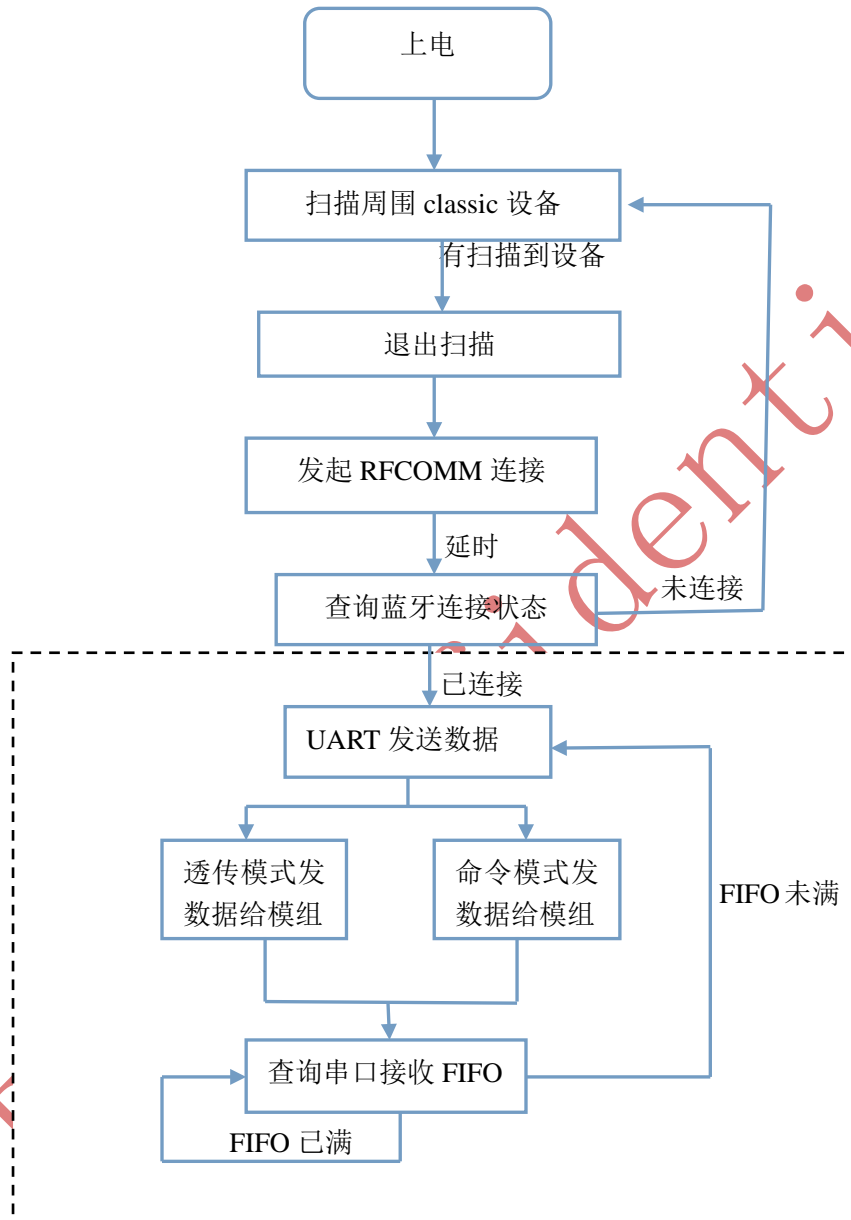 上电
扫描周围 classic 设备
有扫描到设备
退出扫描
发起 RFCOMM 连接
延时
查询蓝牙连接状态
未连接
已连接
UART 发送数据
透传模式发
数据给模组
命令模式发
数据给模组
FIFO 未满
查询串口接收 FIFO
FIFO 已满
identi